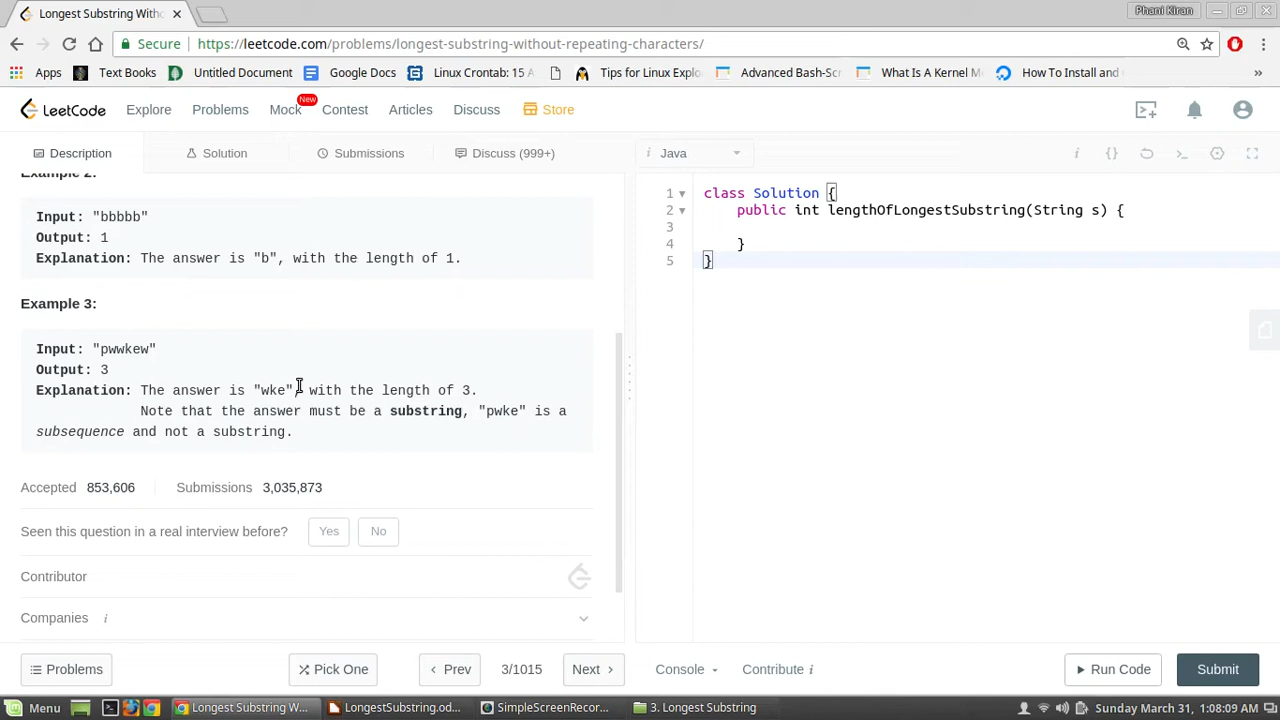 Longest Substring With
Phani Kiran
Secure
https://leetcode.com/problems/longest-substring-without-repeating-characters/
Apps Text Books Untitled Document Google Docs Linux Crontab: 15 A Tips for Linux Explo Advanced Bash-Scr What Is A Kernel M How To Install and »
LeetCode Explore Problems Mock New Contest Articles Discuss Store
Description Solution Submissions Discuss (999+) i Java
Example 2:
Input: "bbbbb"
Output: 1
Explanation: The answer is "b", with the length of 1.
Example 3:
Input: "pwwkew"
Output: 3
Explanation: The answer is "wke", with the length of 3.
Note that the answer must be a substring, "pwke" is a
subsequence and not a substring.
Accepted 853,606 Submissions 3,035,873
Seen this question in a real interview before? Yes No
Contributor
Companies i
1 class Solution {
2 public int lengthOfLongestSubstring(String s) {
3
4 }
5 }
Problems Pick One Prev 3/1015 Next Console Contribute i Run Code Submit
Menu Longest Substring W... LongestSubstring.od... SimpleScreenRecor... 3. Longest Substring Sunday March 31, 1:08:09 AM